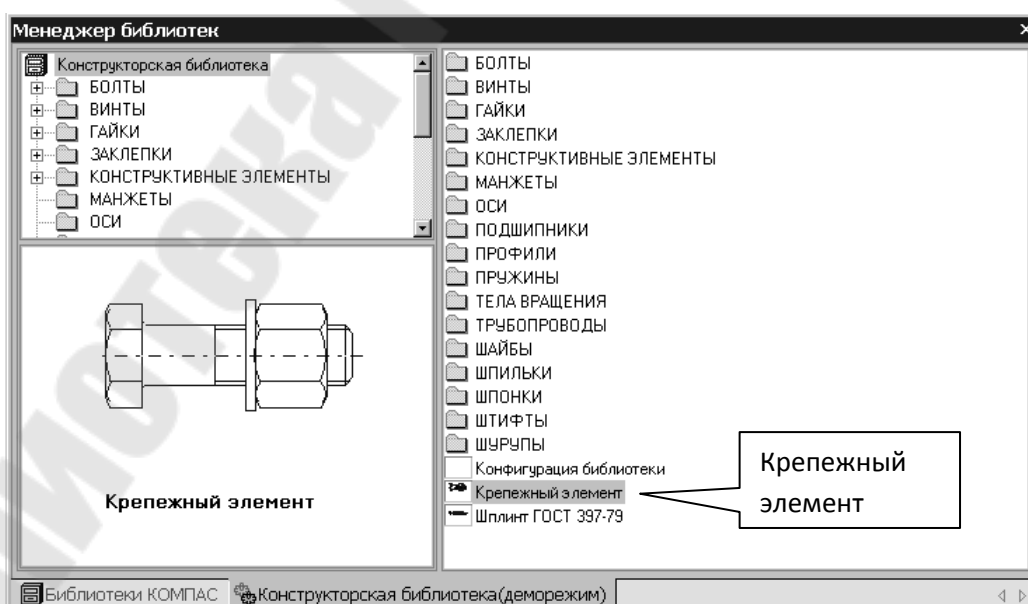 Менеджер библиотек
Конструкторская библиотека
БОЛТЫ
ВИНТЫ
ГАЙКИ
ЗАКЛЕПКИ
КОНСТРУКТИВНЫЕ ЭЛЕМЕНТЫ
МАНЖЕТЫ
ОСИ
Крепежный элемент
БОЛТЫ
ВИНТЫ
ГАЙКИ
ЗАКЛЕПКИ
КОНСТРУКТИВНЫЕ ЭЛЕМЕНТЫ
МАНЖЕТЫ
ОСИ
ПОДШИПНИКИ
ПРОФИЛИ
ПРУЖИНЫ
ТЕЛА ВРАЩЕНИЯ
ТРУБОПРОВОДЫ
ШАЙБЫ
ШПИЛЬКИ
ШПОНКИ
ШТИФТЫ
ШУРУПЫ
Конфигурация библиотеки
Крепежный элемент
Шплинт ГОСТ 397-79
Крепежный
элемент
Библиотеки КОМПАС
Конструкторская библиотека(деморежим)